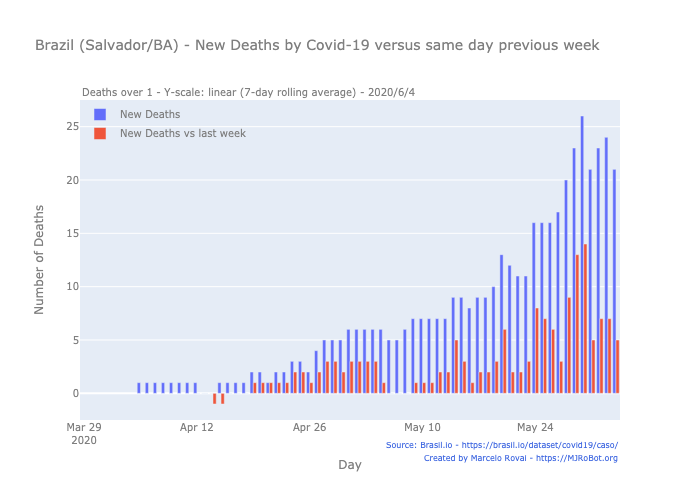 Brazil (Salvador/BA) - New Deaths by Covid-19 versus same day previous week
Deaths over 1 - Y-scale: linear (7-day rolling average) - 2020/6/4
New Deaths
New Deaths vs last week
25
20
15
10
5
0
Number of Deaths
Mar 29
2020
Apr 12
Apr 26
May 10
May 24
Day
Source: Brasil.io - https://brasil.io/dataset/covid19/caso/
Created by Marcelo Rovai - https://MJRoBot.org